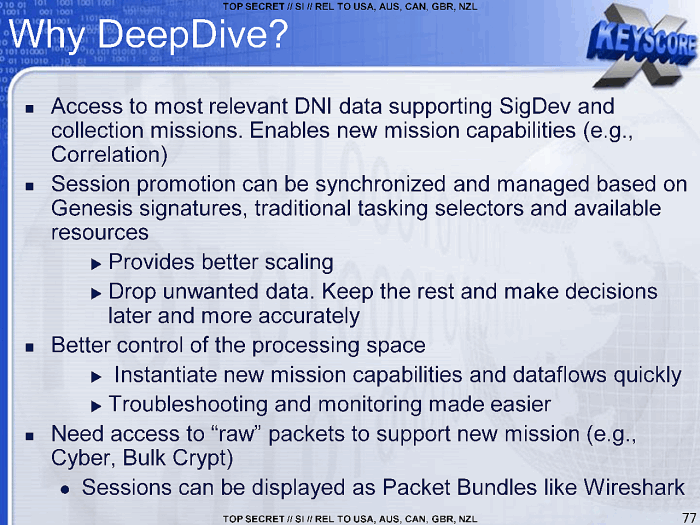 TOP SECRET // SI // REL TO USA, AUS, CAN, GBR, NZL
Why DeepDive?
X
KEYSCORE
■ Access to most relevant DNI data supporting SigDev and
collection missions. Enables new mission capabilities (e.g.,
Correlation)
■ Session promotion can be synchronized and managed based on
Genesis signatures, traditional tasking selectors and available
resources
▶ Provides better scaling
▶ Drop unwanted data. Keep the rest and make decisions
later and more accurately
■ Better control of the processing space
▶ Instantiate new mission capabilities and dataflows quickly
▶ Troubleshooting and monitoring made easier
■ Need access to “raw” packets to support new mission (e.g.,
Cyber, Bulk Crypt)
● Sessions can be displayed as Packet Bundles like Wireshark
TOP SECRET // SI // REL TO USA, AUS, CAN, GBR, NZL
77